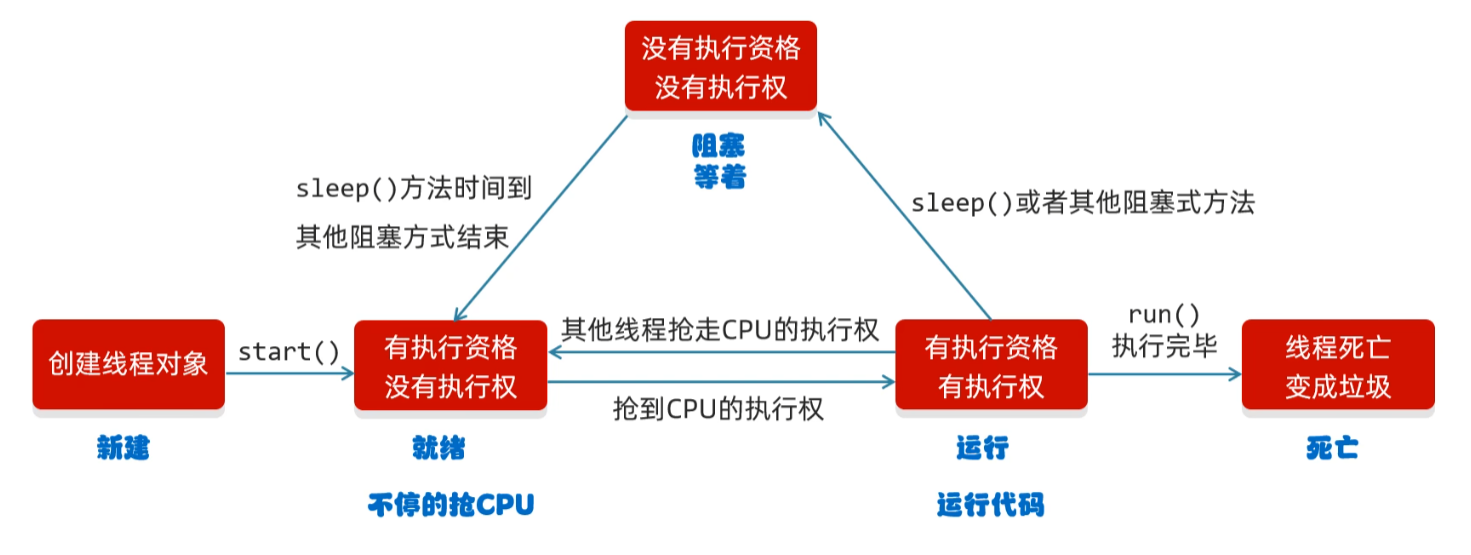 没有执行资格
没有执行权
阻塞
等着
sleep()方法时间到
其他阻塞方式结束
sleep()或者其他阻塞式方法
创建线程对象
新建
start()
有执行资格
没有执行权
就绪
不停的抢CPU
其他线程抢走CPU的执行权
抢到CPU的执行权
有执行资格
有执行权
运行
运行代码
run()
执行完毕
线程死亡
变成垃圾
死亡